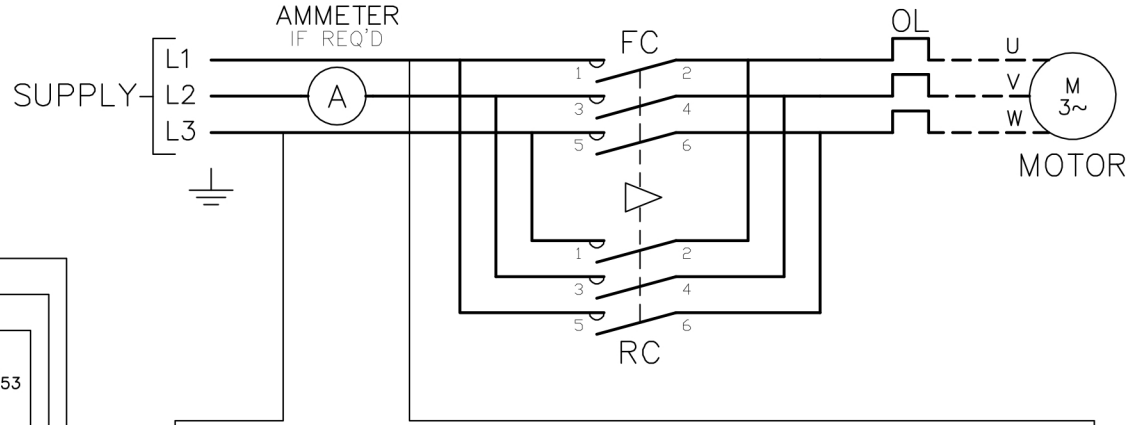 AMMETER
IF REQ'D
OL
FC
L1
1
2
U
SUPPLY
L2
A
3
4
V
M
3~
L3
5
6
W
MOTOR
1
2
3
4
5
6
RC
53